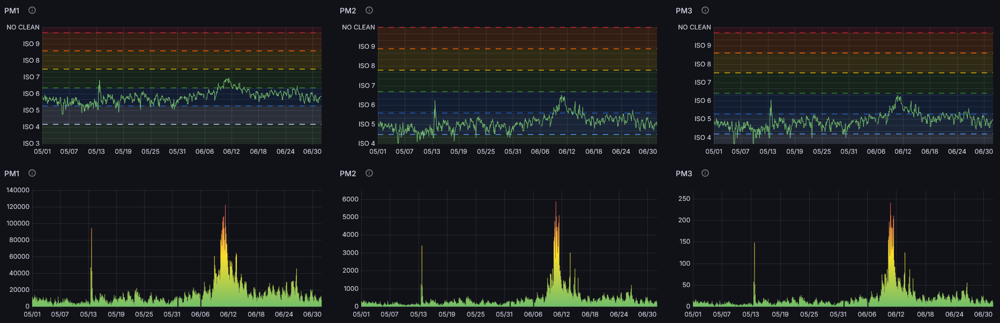 PM1
NO CLEAN
ISO 9
ISO 8
ISO 7
ISO 6
ISO 5
ISO 4
ISO 3
05/01 05/07 05/13 05/19 05/25 05/31 06/06 06/12 06/18 06/24 06/30
PM2
NO CLEAN
ISO 9
ISO 8
ISO 7
ISO 6
ISO 5
ISO 4
05/01 05/07 05/13 05/19 05/25 05/31 06/06 06/12 06/18 06/24 06/30
PM3
NO CLEAN
ISO 9
ISO 8
ISO 7
ISO 6
ISO 5
ISO 4
05/01 05/07 05/13 05/19 05/25 05/31 06/06 06/12 06/18 06/24 06/30
PM1
140000
120000
100000
80000
60000
40000
20000
0
05/01 05/07 05/13 05/19 05/25 05/31 06/06 06/12 06/18 06/24 06/30
PM2
6000
5000
4000
3000
2000
1000
0
05/01 05/07 05/13 05/19 05/25 05/31 06/06 06/12 06/18 06/24 06/30
PM3
250
200
150
100
50
0
05/01 05/07 05/13 05/19 05/25 05/31 06/06 06/12 06/18 06/24 06/30